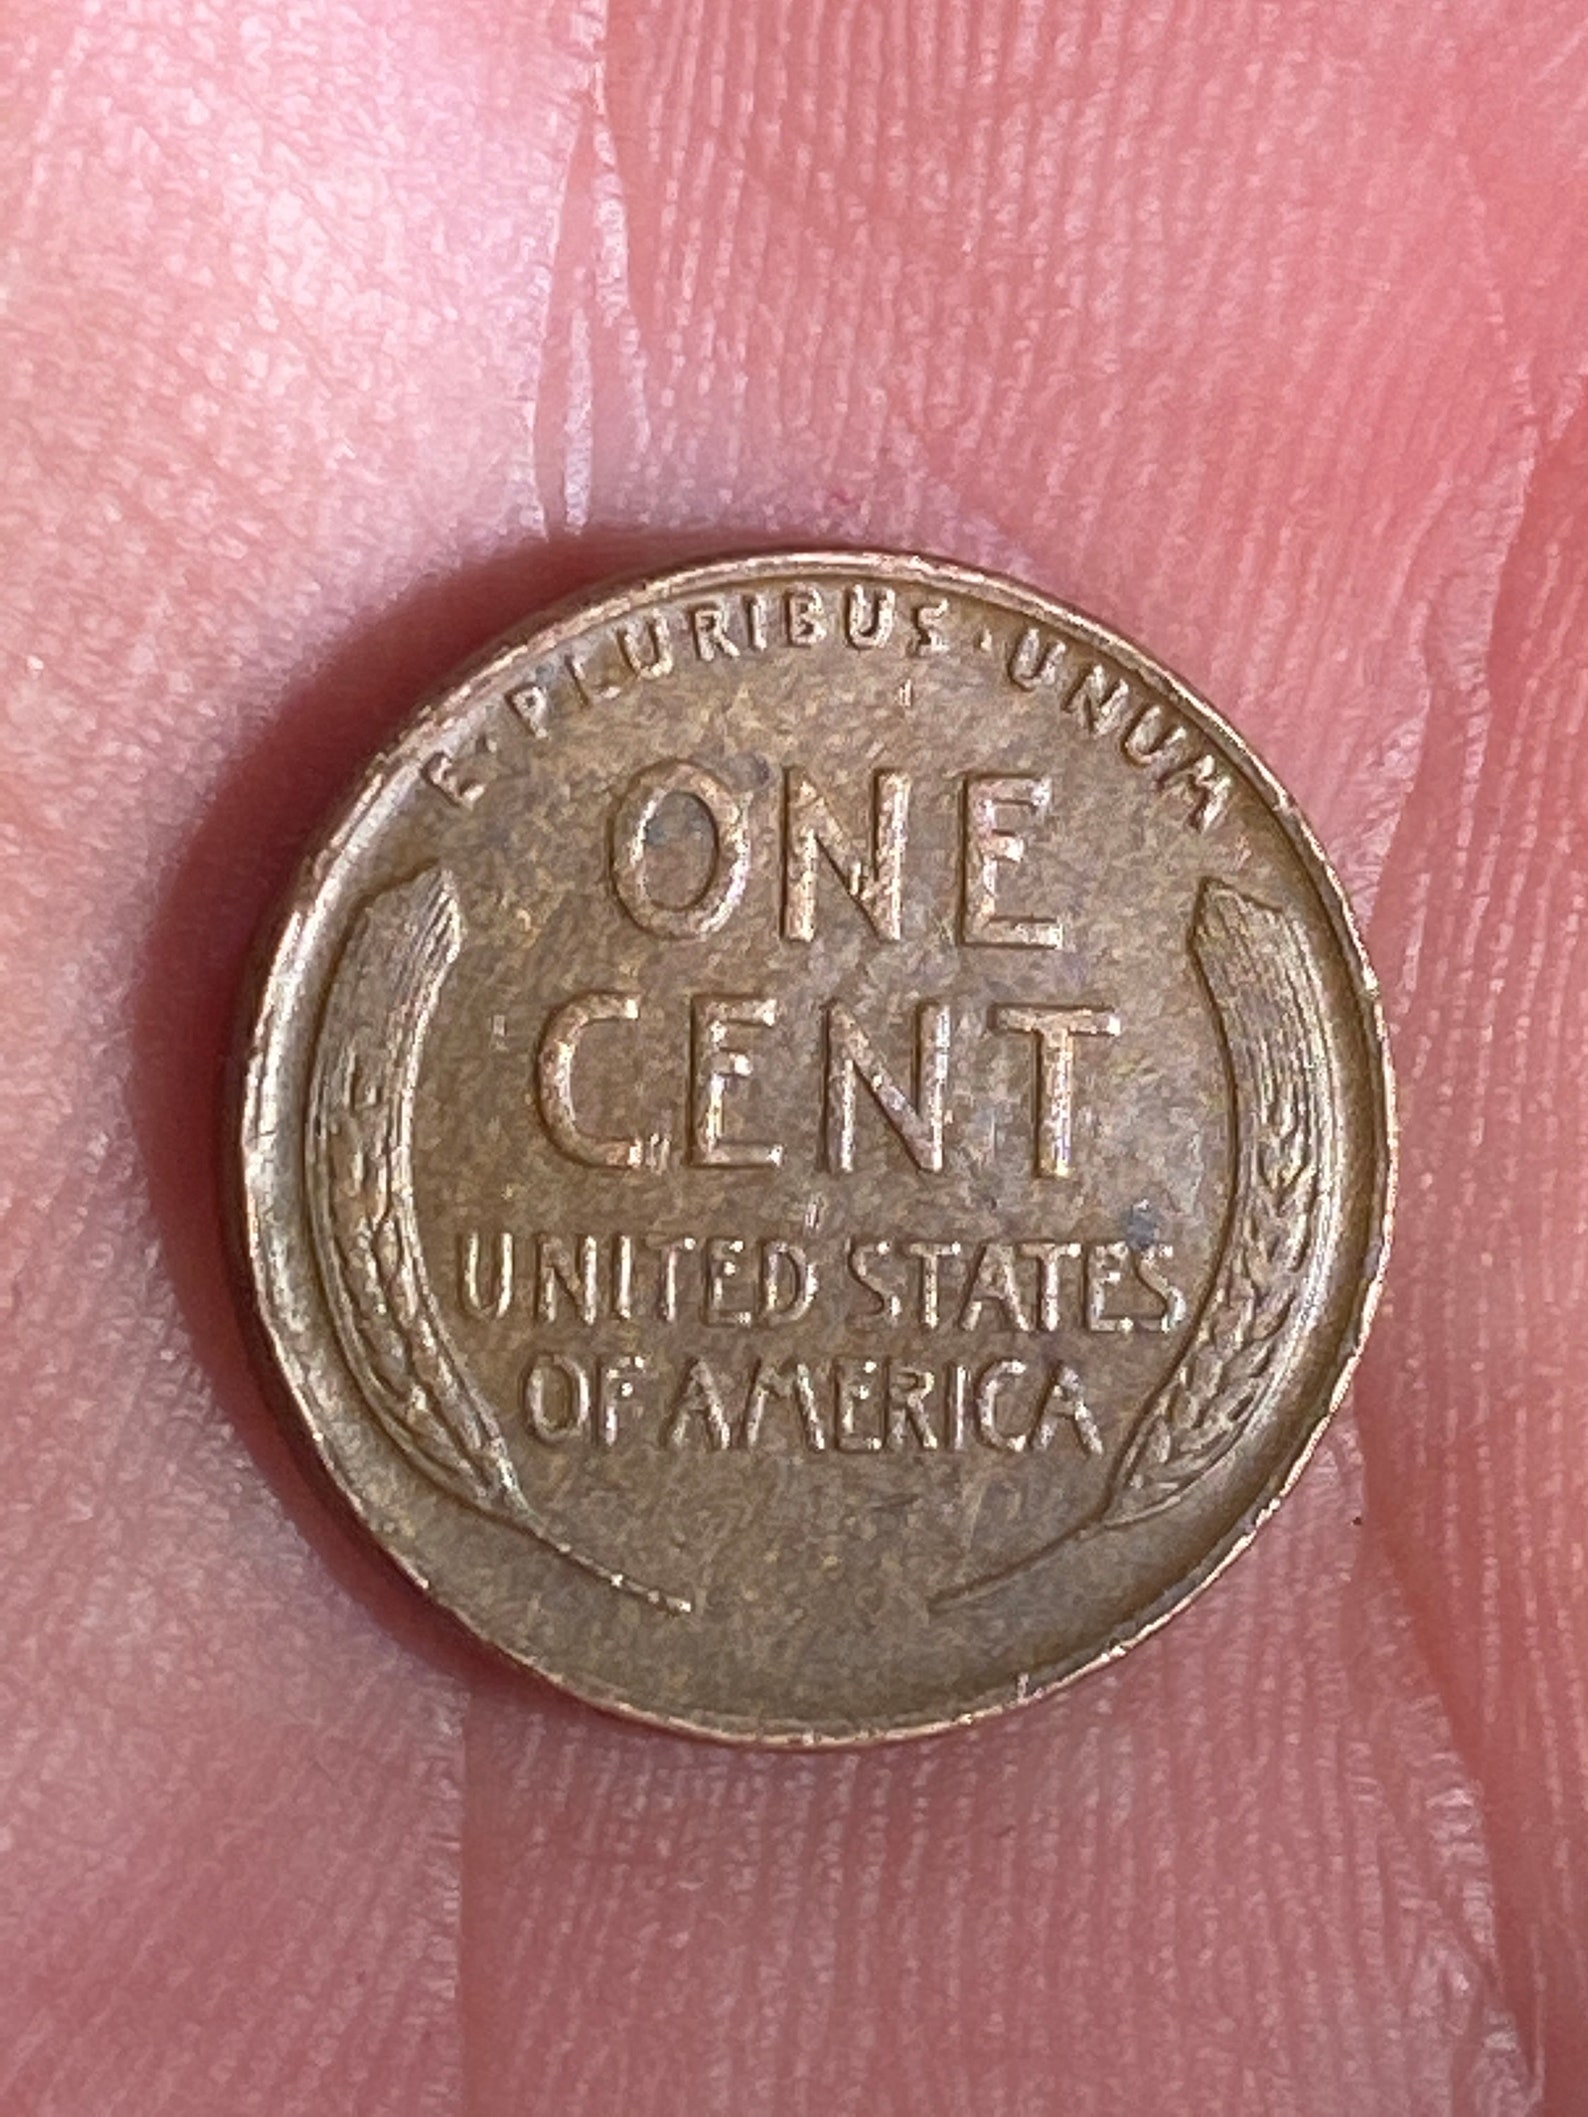 E · PLURIBUS · UNUM
ONE
CENT
UNITED STATES
OF AMERICA